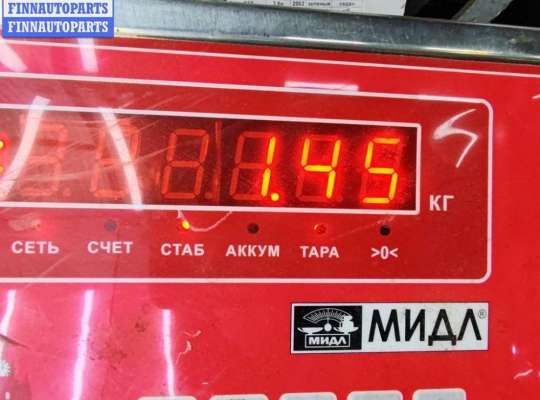 FINNAUTOPARTS
FINNAUTOPARTS
1.45
КГ
СЕТЬ СЧЕТ СТАБ АККУМ ТАРА >0<
МИДЛ МИДЛ®